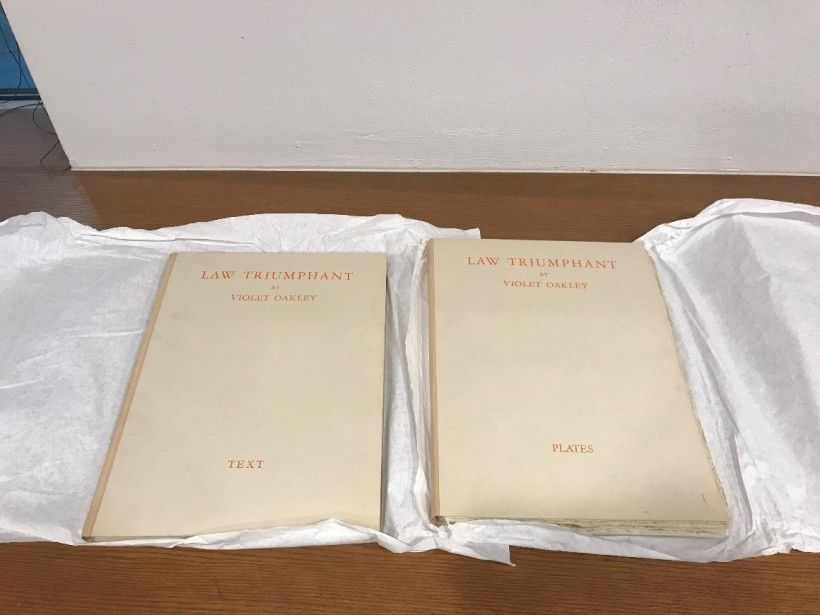 LAW TRIUMPHANT
BY
VIOLET OAKLEY
TEXT
LAW TRIUMPHANT
BY
VIOLET OAKLEY
PLATES